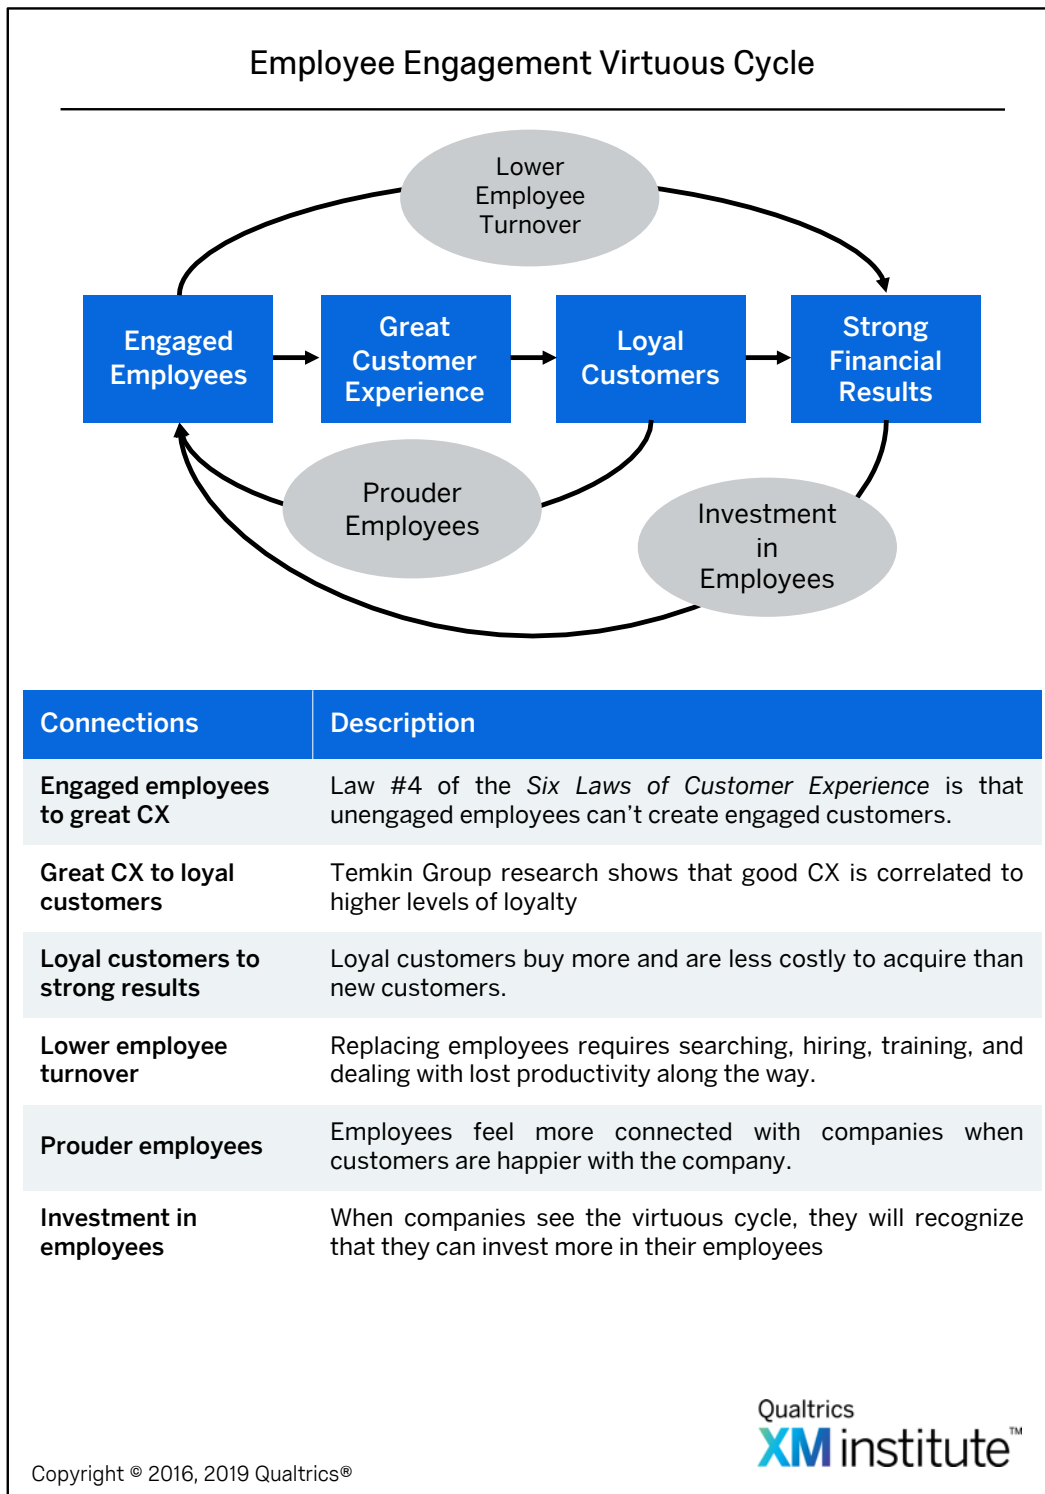 Employee Engagement Virtuous Cycle
Lower
Employee
Turnover
Engaged
Employees
Great
Customer
Experience
Loyal
Customers
Strong
Financial
Results
Prouder
Employees
Investment
in
Employees
Connections
Description
Engaged employees
to great CX
Law #4 of the Six Laws of Customer Experience is that
unengaged employees can’t create engaged customers.
Great CX to loyal
customers
Temkin Group research shows that good CX is correlated to
higher levels of loyalty
Loyal customers to
strong results
Loyal customers buy more and are less costly to acquire than
new customers.
Lower employee
turnover
Replacing employees requires searching, hiring, training, and
dealing with lost productivity along the way.
Prouder employees
Employees feel more connected with companies when
customers are happier with the company.
Investment in
employees
When companies see the virtuous cycle, they will recognize
that they can invest more in their employees
Qualtrics
XM institute™
Copyright © 2016, 2019 Qualtrics®